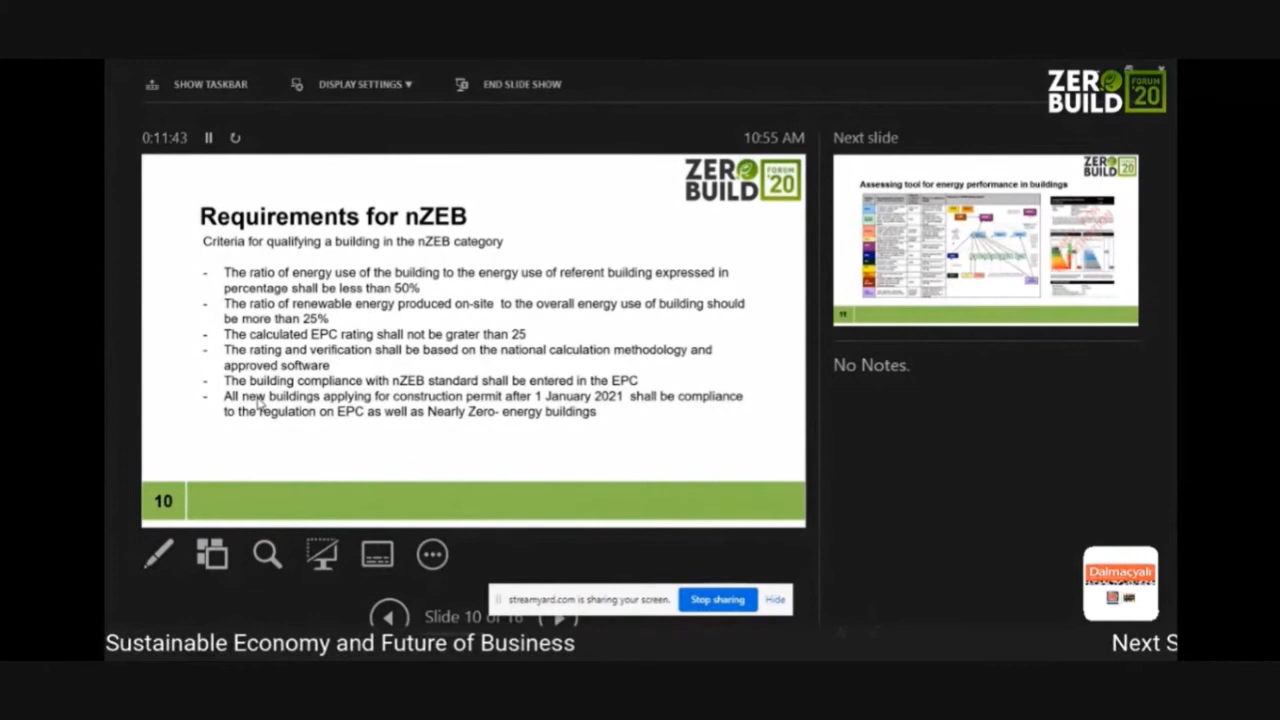 SHOW TASKBAR
DISPLAY SETTINGS
END SLIDE SHOW
ZERO
BUILD
FORUM
'20
0:11:43
10:55 AM
Next slide
ZERO
BUILD
FORUM
'20
Requirements for nZEB
Criteria for qualifying a building in the nZEB category
- The ratio of energy use of the building to the energy use of referent building expressed in
percentage shall be less than 50%
- The ratio of renewable energy produced on-site to the overall energy use of building should
be more than 25%
- The calculated EPC rating shall not be grater than 25
- The rating and verification shall be based on the national calculation methodology and
approved software
- The building compliance with nZEB standard shall be entered in the EPC
- All new buildings applying for construction permit after 1 January 2021 shall be compliance
to the regulation on EPC as well as Nearly Zero- energy buildings
10
ZERO
BUILD
'20
Assessing tool for energy performance in buildings
11
No Notes.
streamyard.com is sharing your screen.
Stop sharing
Hide
Slide 10 of 16
Dalmaçyalı
Sustainable Economy and Future of Business
Next S